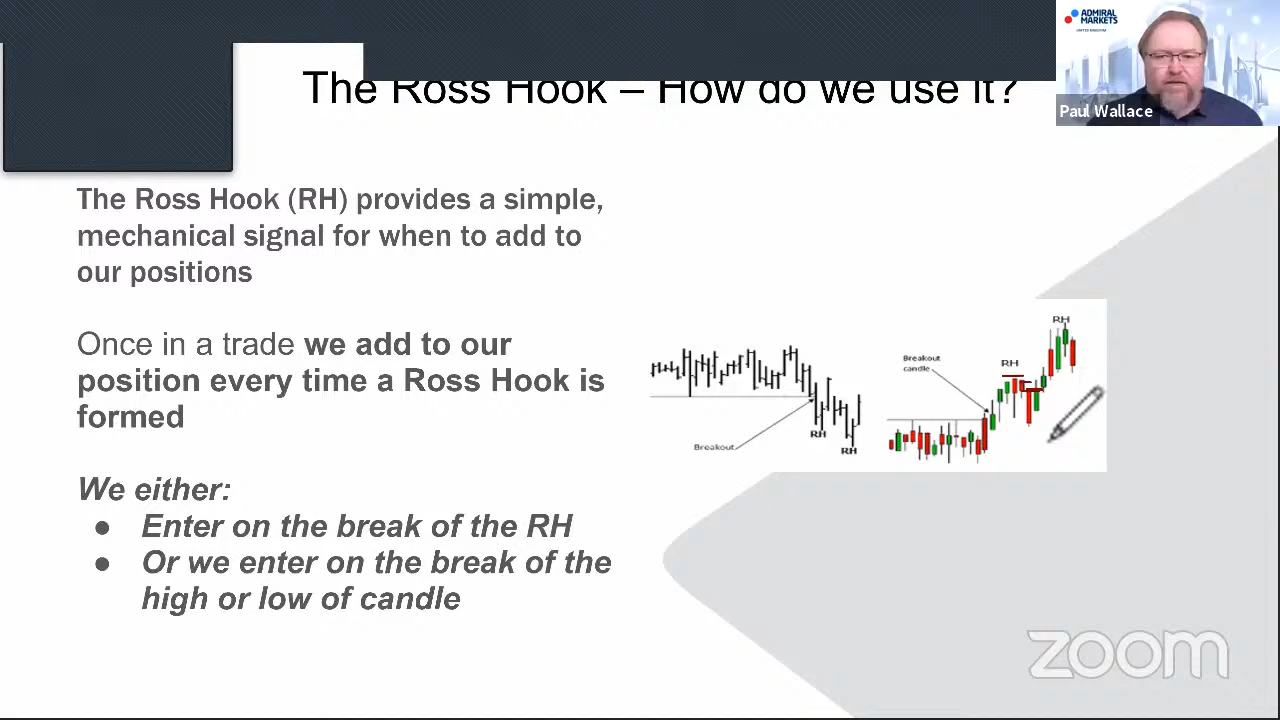 The Ross Hook – How do we use it?
ADMIRAL
MARKETS
UNITED KINGDOM
Paul Wallace
The Ross Hook (RH) provides a simple,
mechanical signal for when to add to
our positions
Once in a trade we add to our
position every time a Ross Hook is
formed
We either:
● Enter on the break of the RH
● Or we enter on the break of the
high or low of candle
Breakout
RH
RH
Breakout
candle
RH
RH
zoom